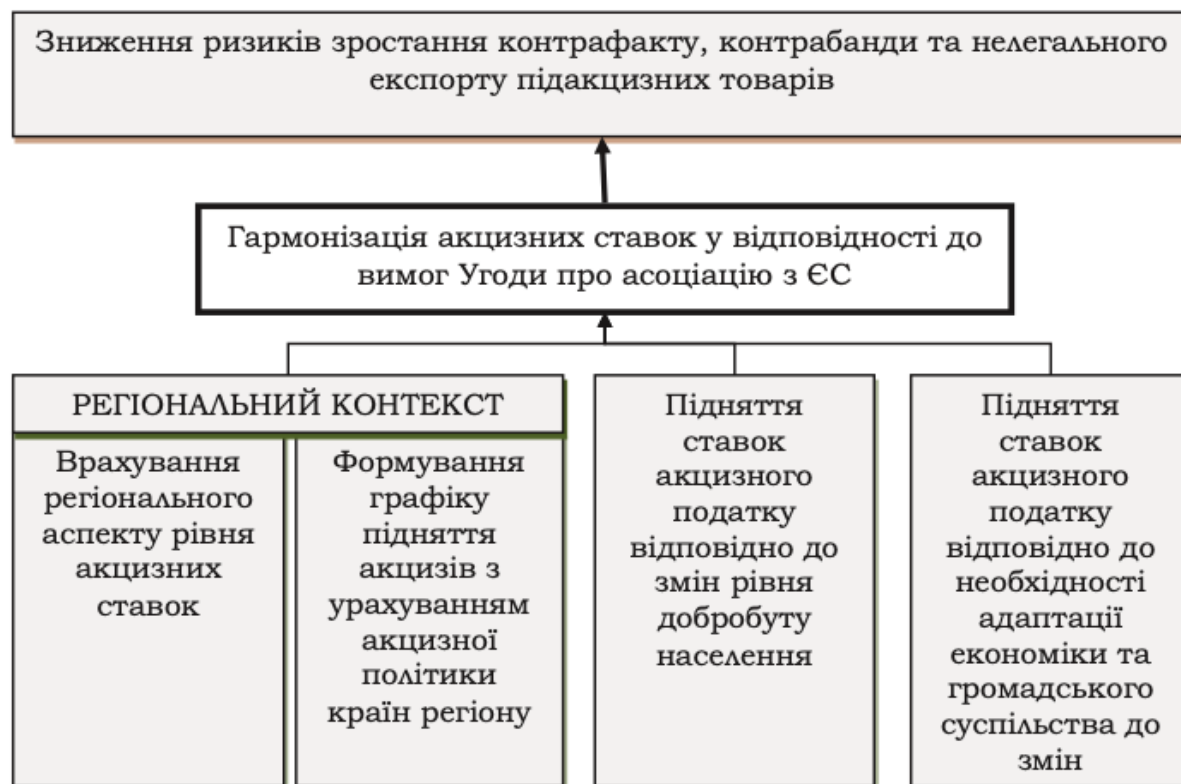 Зниження ризиків зростання контрафакту, контрабанди та нелегального
експорту підакцизних товарів
Гармонізація акцизних ставок у відповідності до
вимог Угоди про асоціацію з ЄС
РЕГІОНАЛЬНИЙ КОНТЕКСТ
Врахування
регіонального
аспекту рівня
акцизних
ставок
Формування
графіку
підняття
акцизів з
урахуванням
акцизної
політики
країн регіону
Підняття
ставок
акцизного
податку
відповідно до
змін рівня
добробуту
населення
Підняття
ставок
акцизного
податку
відповідно до
необхідності
адаптації
економіки та
громадського
суспільства до
змін